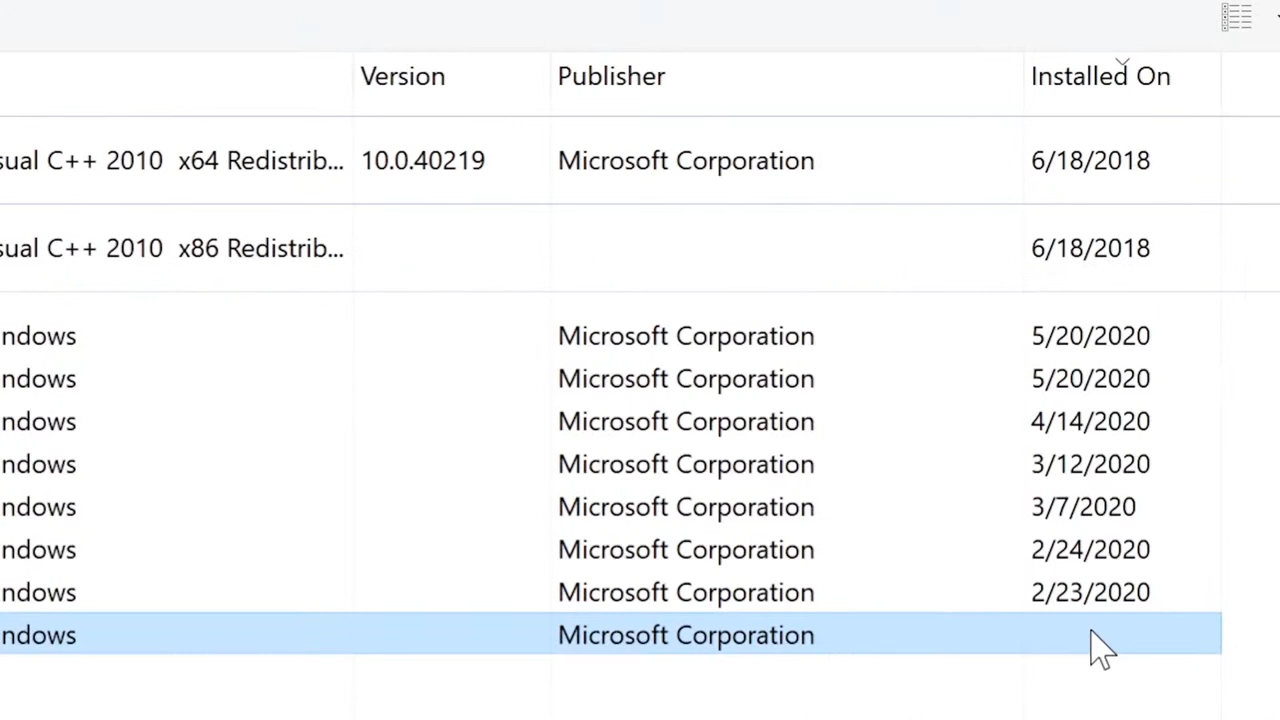 Version Publisher Installed On
sual C++ 2010 x64 Redistrib... 10.0.40219 Microsoft Corporation 6/18/2018
sual C++ 2010 x86 Redistrib... 6/18/2018
ndows Microsoft Corporation 5/20/2020
ndows Microsoft Corporation 5/20/2020
ndows Microsoft Corporation 4/14/2020
ndows Microsoft Corporation 3/12/2020
ndows Microsoft Corporation 3/7/2020
ndows Microsoft Corporation 2/24/2020
ndows Microsoft Corporation 2/23/2020
ndows Microsoft Corporation